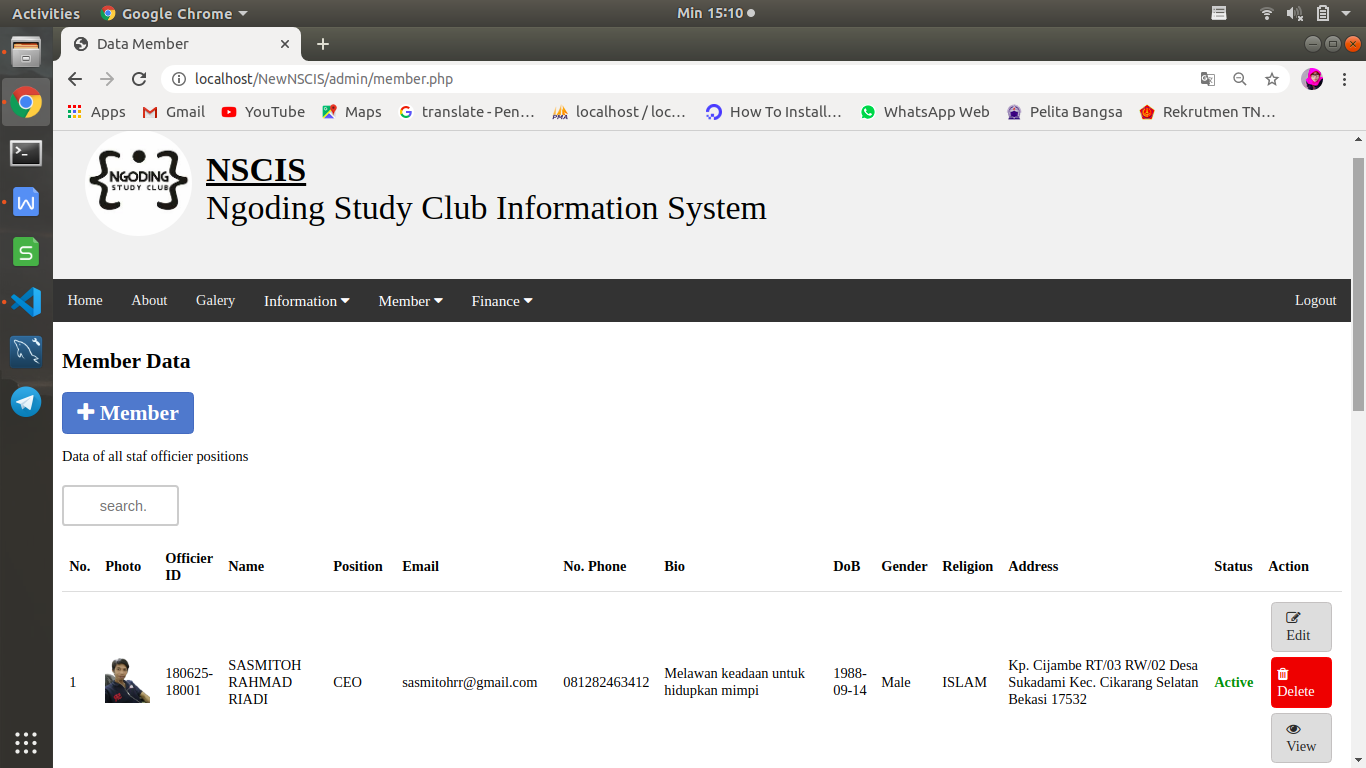 Activities Google Chrome Min 15:10
Data Member
localhost/NewNSCIS/admin/member.php
Apps Gmail YouTube Maps translate - Pen… localhost / loc… How To Install… WhatsApp Web Pelita Bangsa Rekrutmen TN…
NGODING
STUDY CLUB
NSCIS
Ngoding Study Club Information System
Home About Galery Information Member Finance Logout
Member Data
Member
Data of all staf officier positions
search.
No. Photo Officier ID Name Position Email No. Phone Bio DoB Gender Religion Address Status Action
1 180625-18001 SASMITOH RAHMAD RIADI CEO sasmitohrr@gmail.com 081282463412 Melawan keadaan untuk hidupkan mimpi 1988-09-14 Male ISLAM Kp. Cijambe RT/03 RW/02 Desa Sukadami Kec. Cikarang Selatan Bekasi 17532 Active
Edit
Delete
View